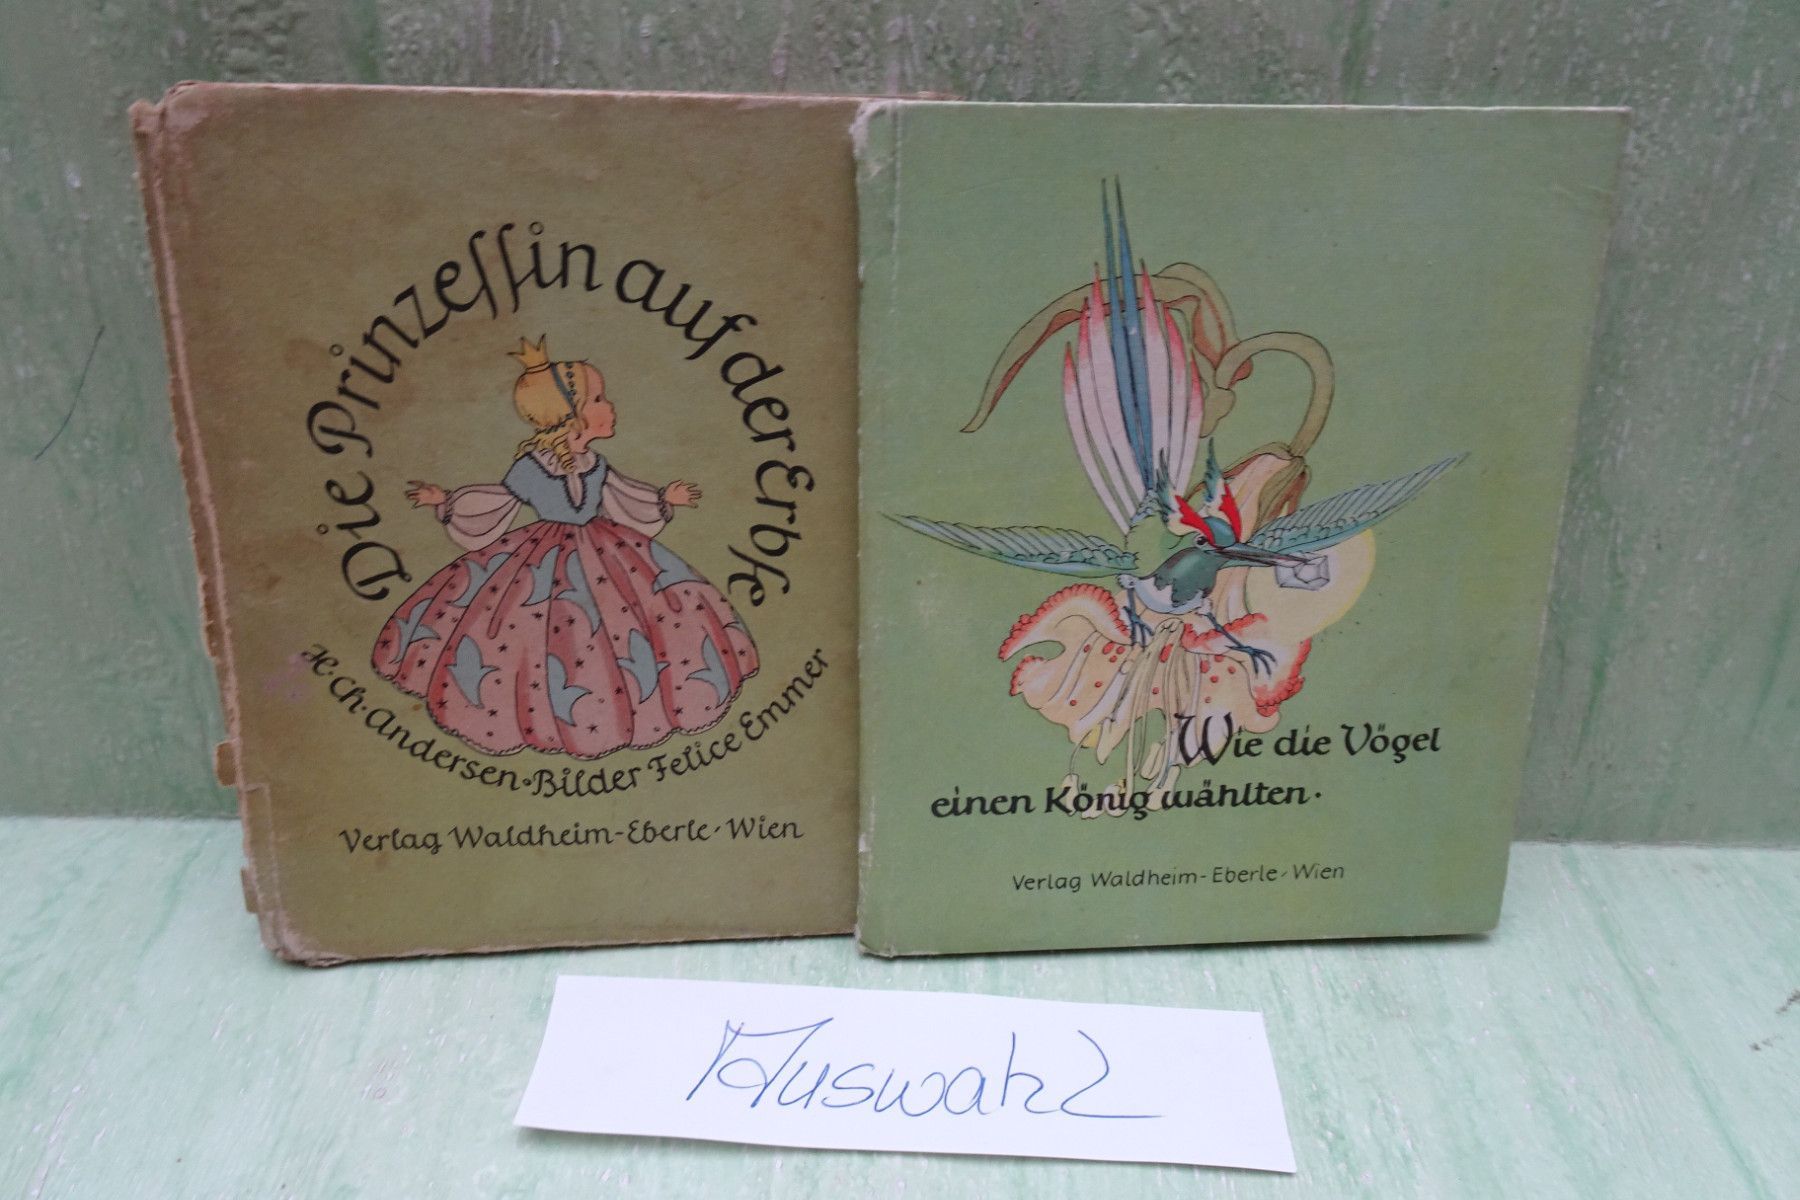 Die Prinzeſſin auf der Erbſe
H. Ch. Andersen • Bilder Felice Emmer
Verlag Waldheim-Eberle, Wien
Wie die Vögel
einen König wählten.
Verlag Waldheim-Eberle, Wien
Auswahl